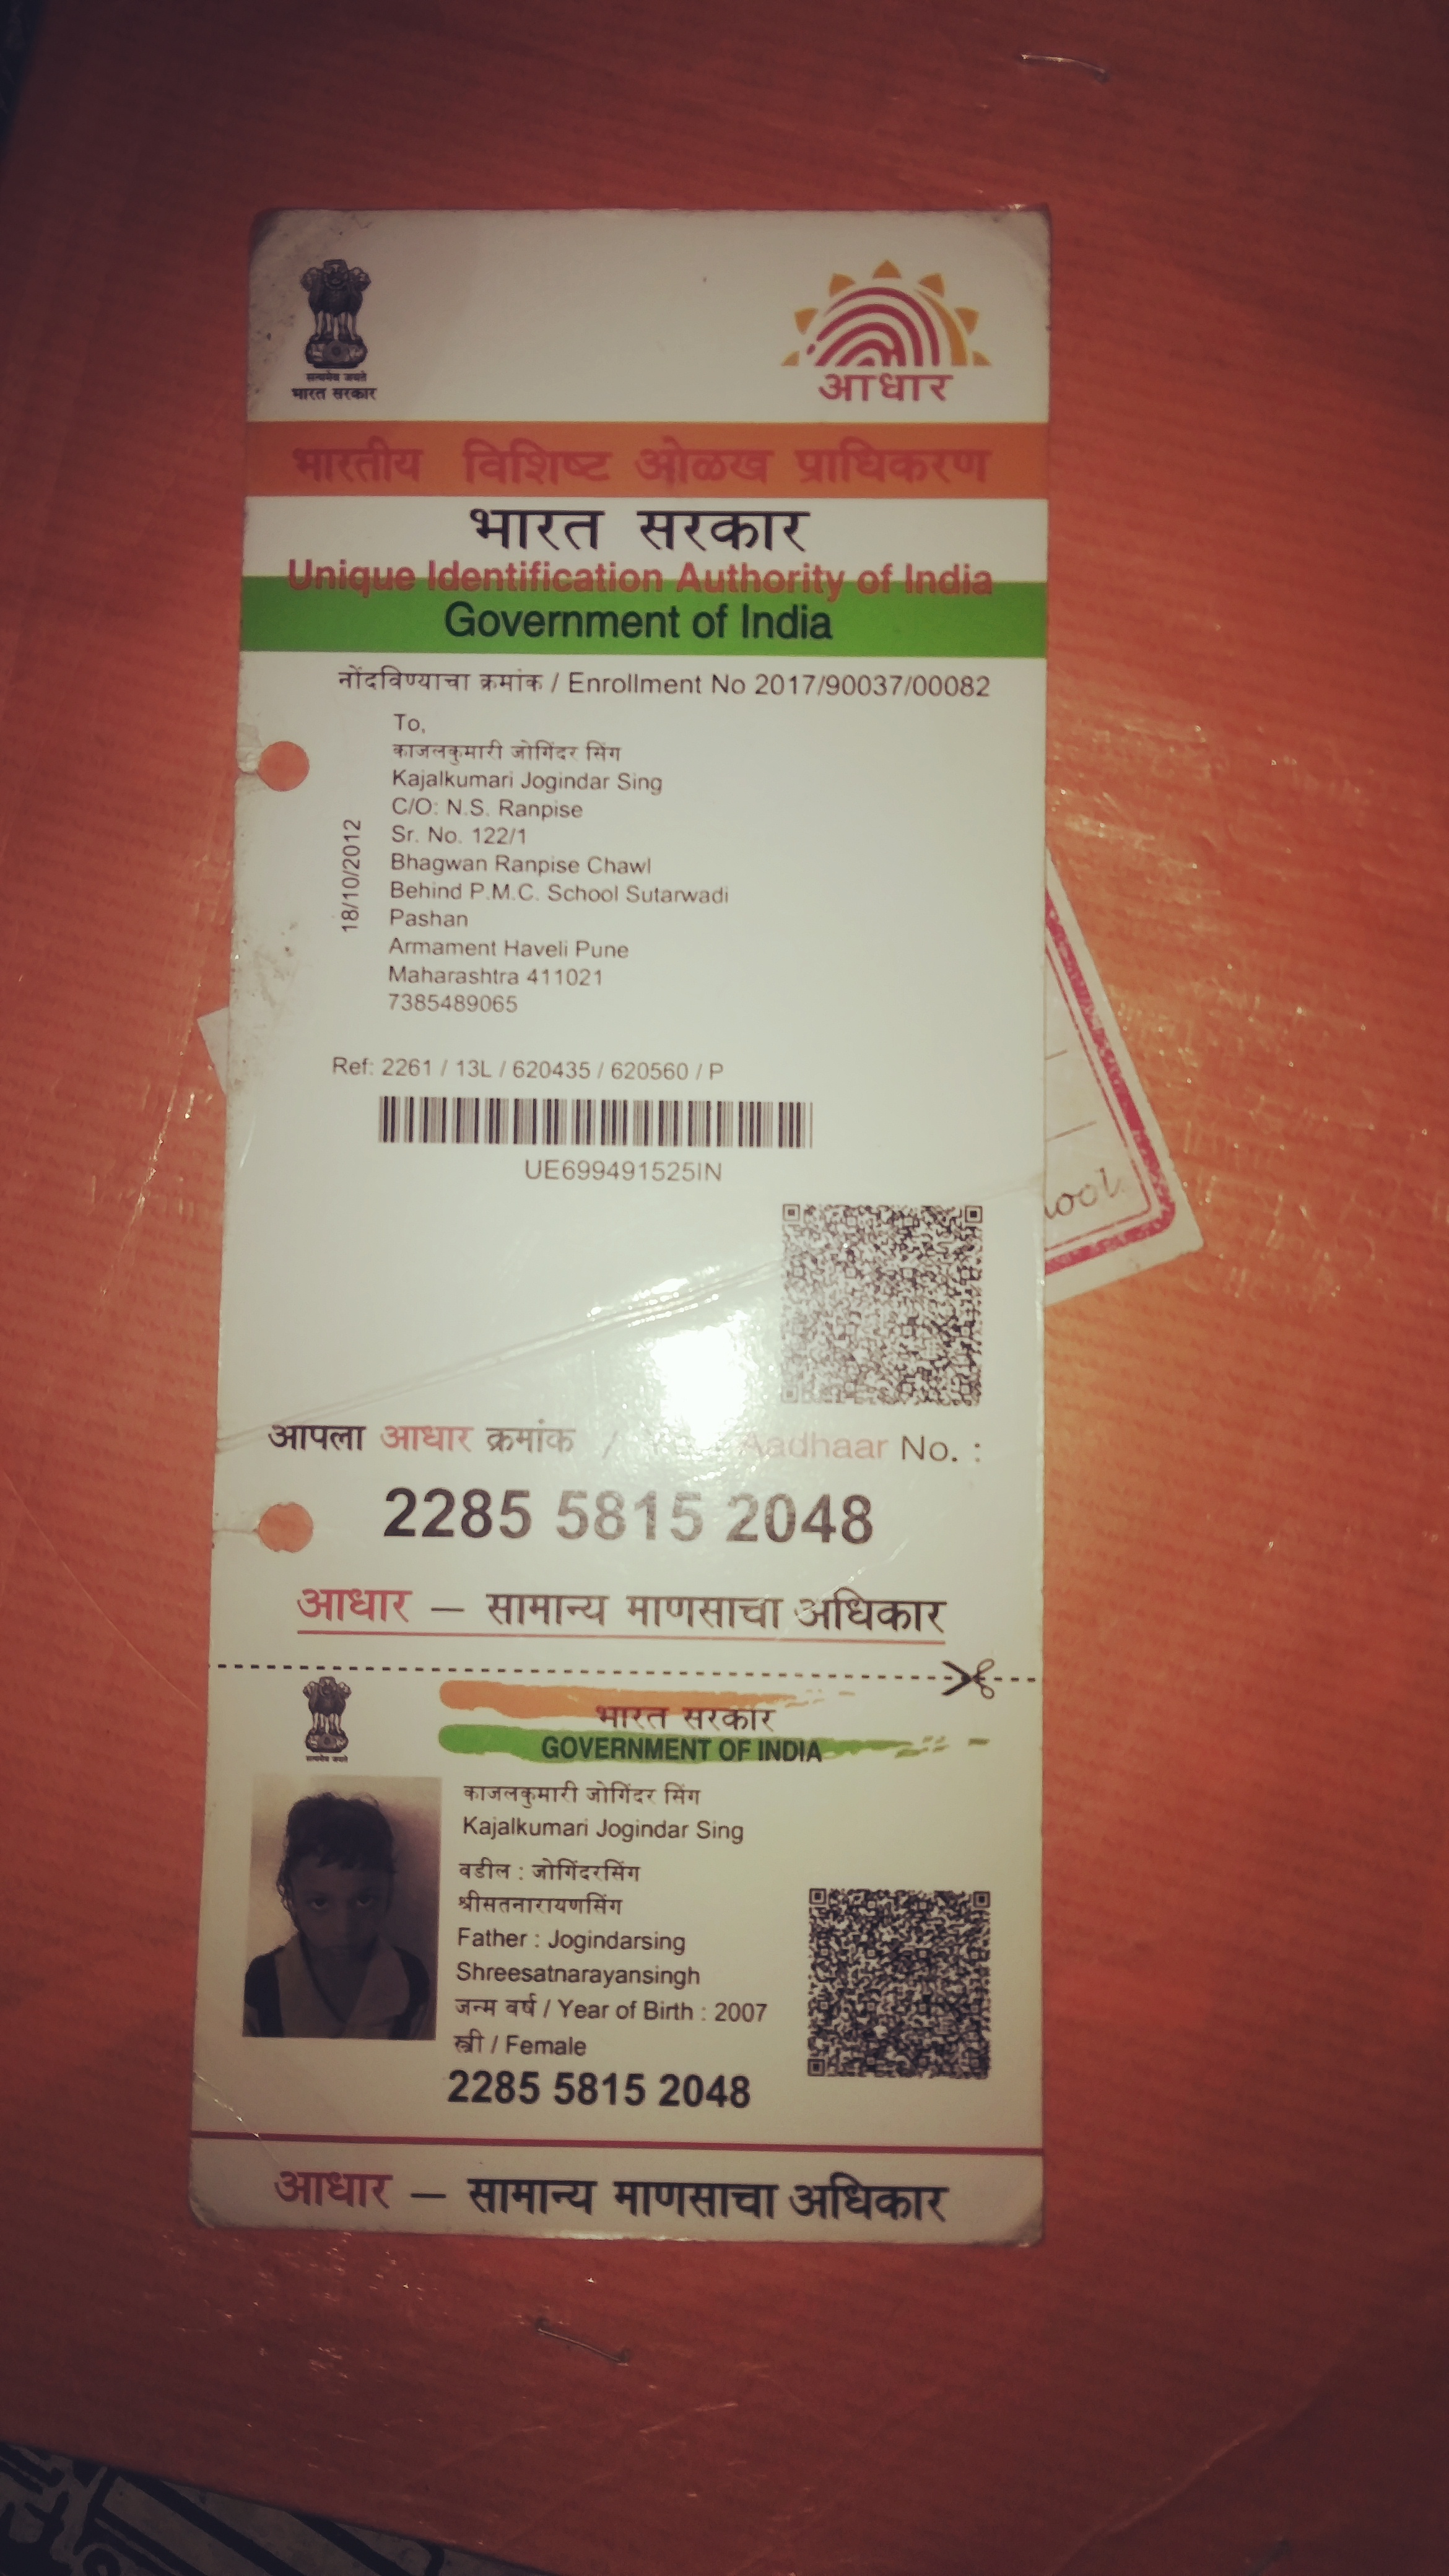 सत्यमेव जयते
भारत सरकार
आधार
भारतीय विशिष्ट ओळख प्राधिकरण
भारत सरकार
Unique Identification Authority of India
Government of India
नोंदविण्याचा क्रमांक / Enrollment No 2017/90037/00082
18/10/2012
To,
काजलकुमारी जोगिंदर सिंग
Kajalkumari Jogindar Sing
C/O: N.S. Ranpise
Sr. No. 122/1
Bhagwan Ranpise Chawl
Behind P.M.C. School Sutarwadi
Pashan
Armament Haveli Pune
Maharashtra 411021
7385489065
Ref: 2261 / 13L / 620435 / 620560 / P
UE699491525IN
आपला आधार क्रमांक / Aadhaar No. :
2285 5815 2048
आधार – सामान्य माणसाचा अधिकार
सत्यमेव जयते
भारत सरकार
GOVERNMENT OF INDIA
काजलकुमारी जोगिंदर सिंग
Kajalkumari Jogindar Sing
वडील : जोगिंदरसिंग
श्रीसतनारायणसिंग
Father : Jogindarsing
Shreesatnarayansingh
जन्म वर्ष / Year of Birth : 2007
स्त्री / Female
2285 5815 2048
आधार – सामान्य माणसाचा अधिकार